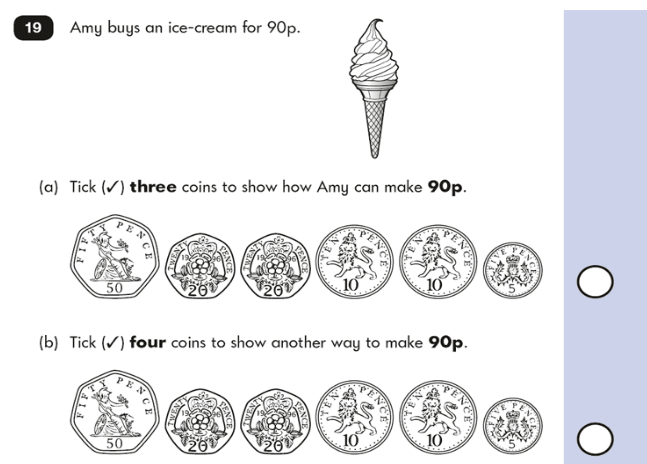 19 Amy buys an ice-cream for 90p.
(a) Tick (✓) three coins to show how Amy can make 90p.
FIFTY PENCE TWENTY PENCE TWENTY PENCE TEN PENCE TEN PENCE FIVE PENCE
50 20 20 10 10 5
(b) Tick (✓) four coins to show another way to make 90p.
FIFTY PENCE TWENTY PENCE TWENTY PENCE TEN PENCE TEN PENCE FIVE PENCE
50 20 20 10 10 5